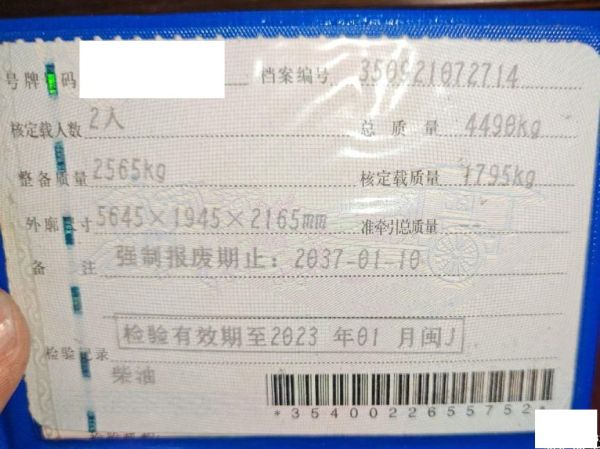 号牌号码 档案编号 350921072714
核定载人数 2人 总质量 4490kg
整备质量 2565kg 核定载质量 1795kg
外廓尺寸 5645×1945×2165mm 准牵引总质量 --
备注 强制报废期止：2037-01-10
检验有效期至2023 年01 月闽J
检验记录
柴油
*3540022655752*